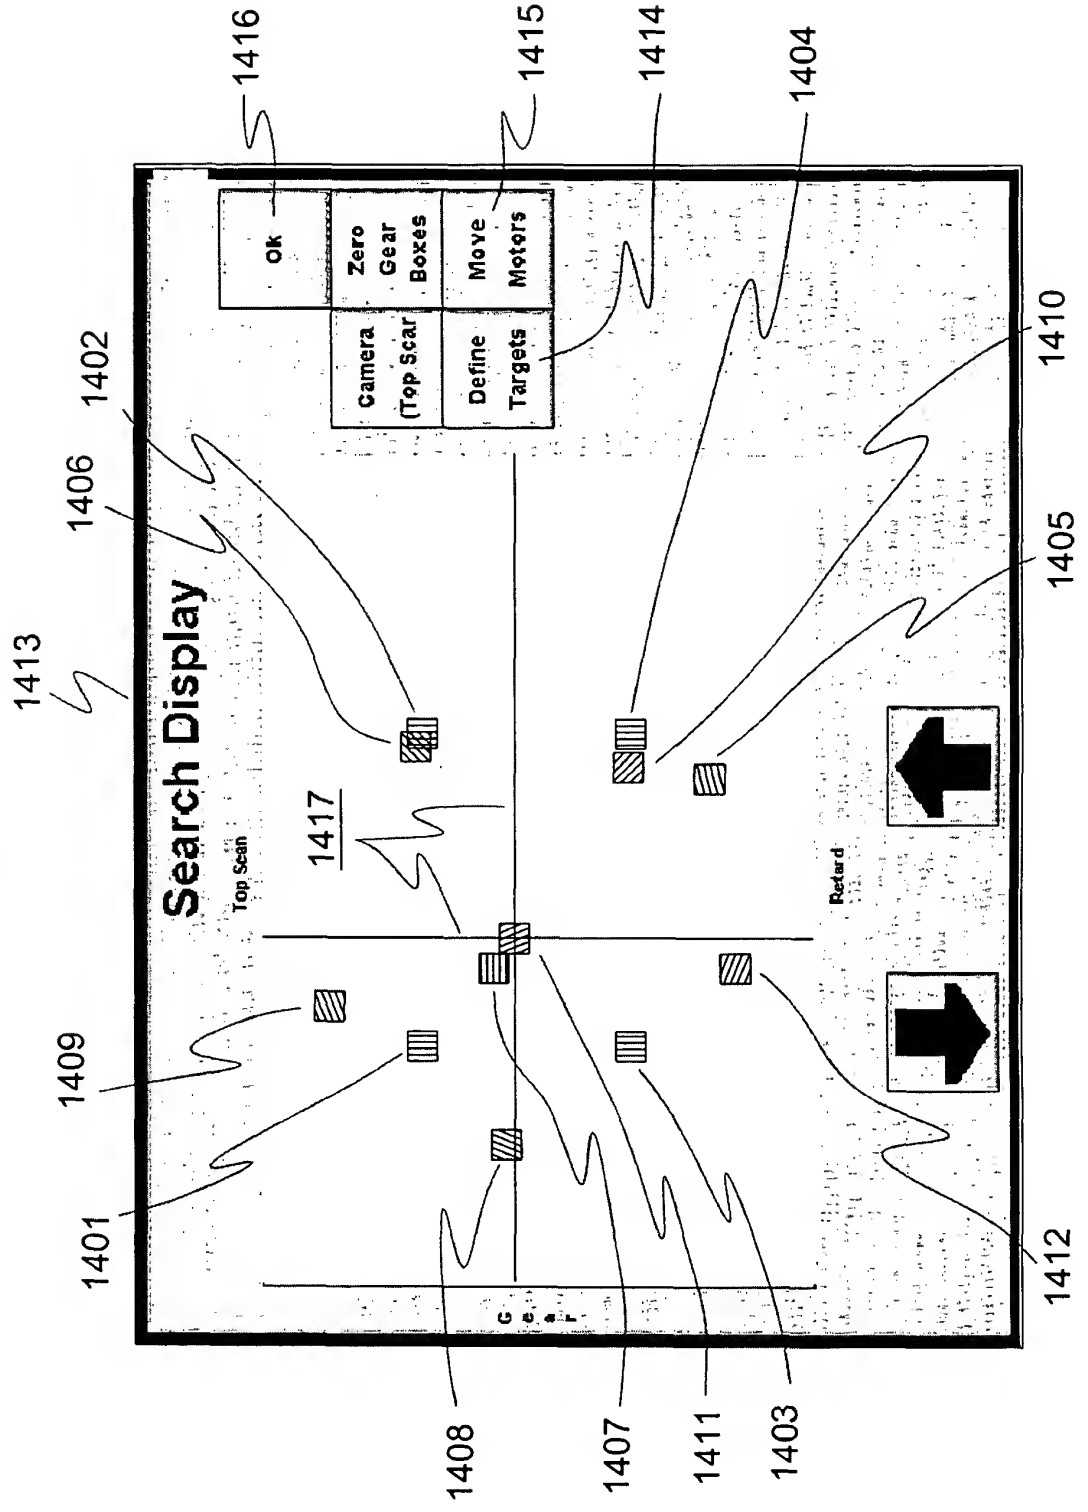 1413
1406
1402
1416
1409
1401
Search Display
Top Scan
Ok
Camera
(Top Scar
Zero
Gear
Boxes
Define
Targets
Move
Motors
1415
1414
1404
1417
Gear
Retard
1408
1407
1411
1403
1412
1405
1410